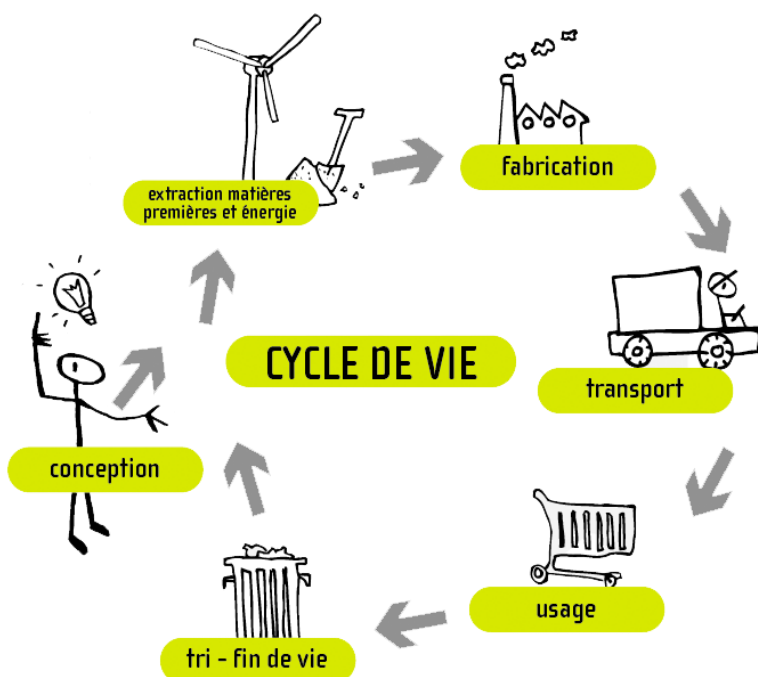 extraction matières
premières et énergie
fabrication
CYCLE DE VIE
transport
conception
usage
tri - fin de vie